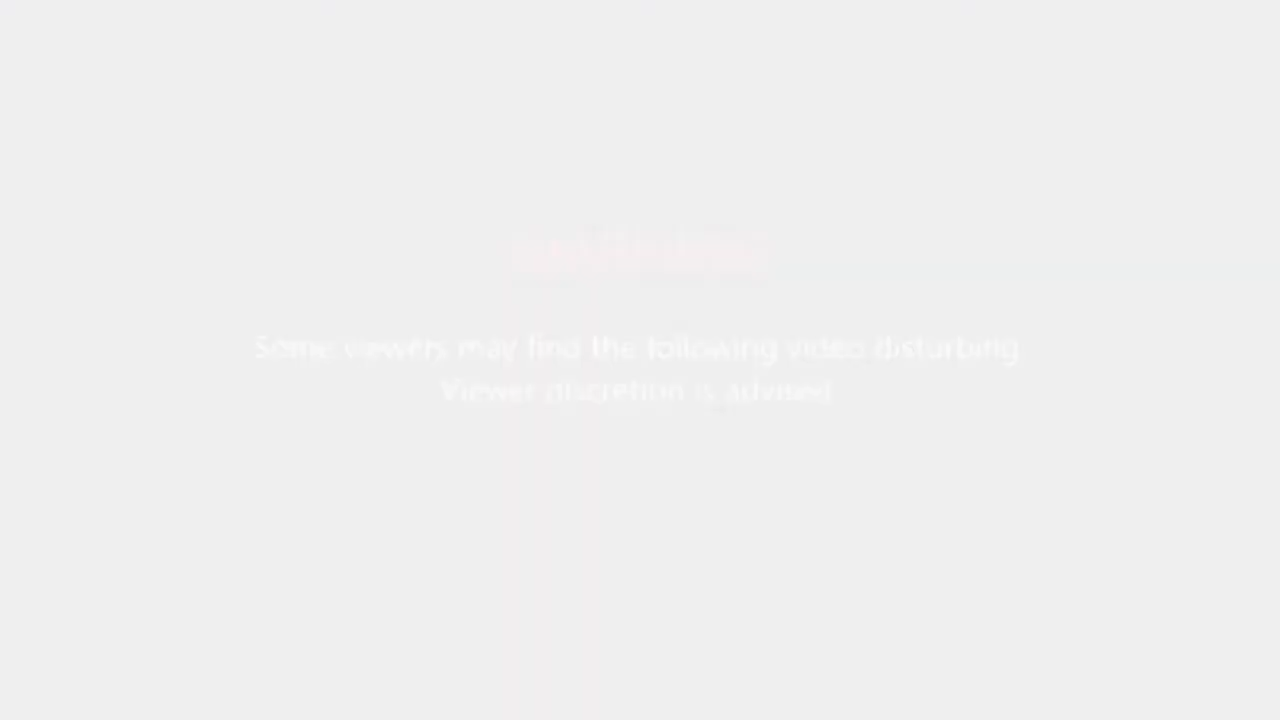 Some viewers may find the following video disturbing
Viewer discretion is advised